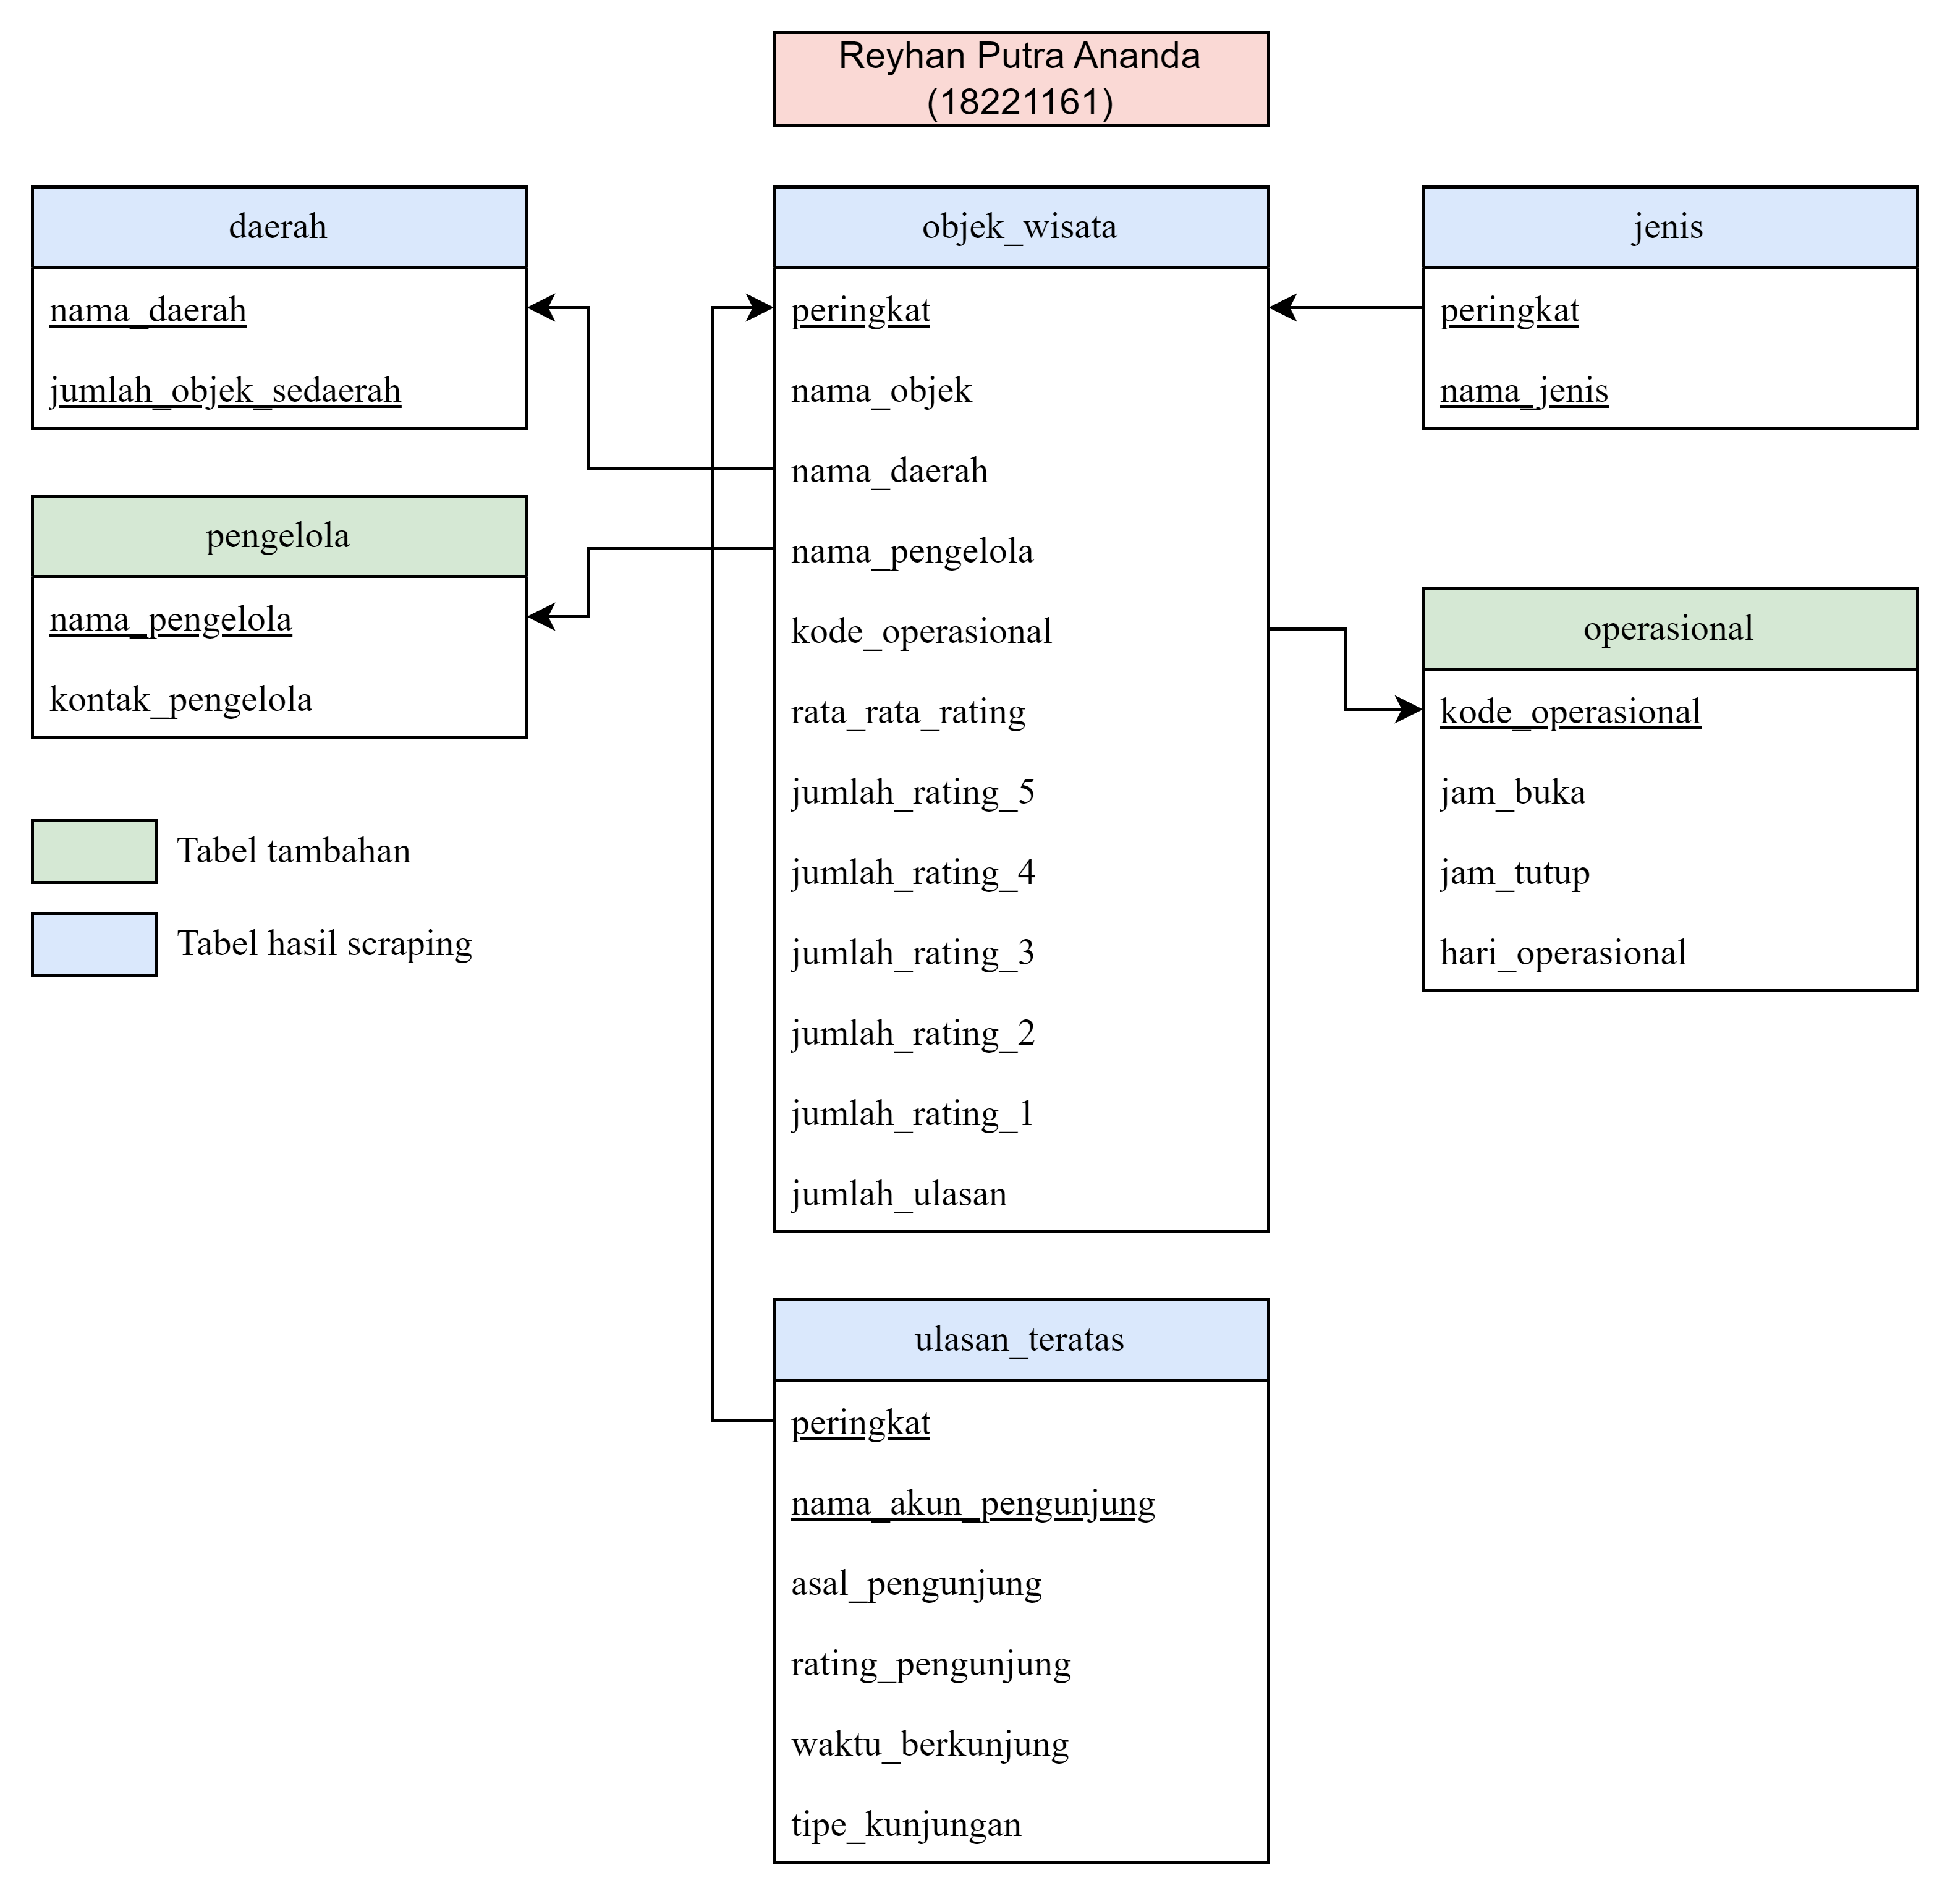 Reyhan Putra Ananda
(18221161)
daerah
nama_daerah
jumlah_objek_sedaerah
pengelola
nama_pengelola
kontak_pengelola
Tabel tambahan
Tabel hasil scraping
objek_wisata
peringkat
nama_objek
nama_daerah
nama_pengelola
kode_operasional
rata_rata_rating
jumlah_rating_5
jumlah_rating_4
jumlah_rating_3
jumlah_rating_2
jumlah_rating_1
jumlah_ulasan
jenis
peringkat
nama_jenis
operasional
kode_operasional
jam_buka
jam_tutup
hari_operasional
ulasan_teratas
peringkat
nama_akun_pengunjung
asal_pengunjung
rating_pengunjung
waktu_berkunjung
tipe_kunjungan